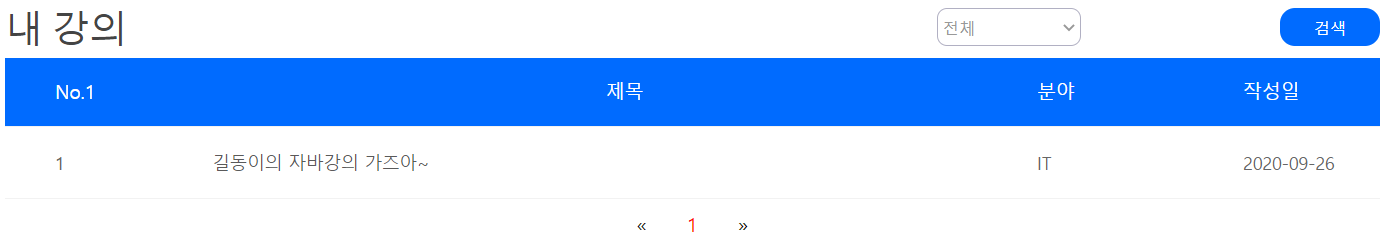 내 강의 전체 검색
No.1 제목 분야 작성일
1 길동이의 자바강의 가즈아~ IT 2020-09-26
« 1 »